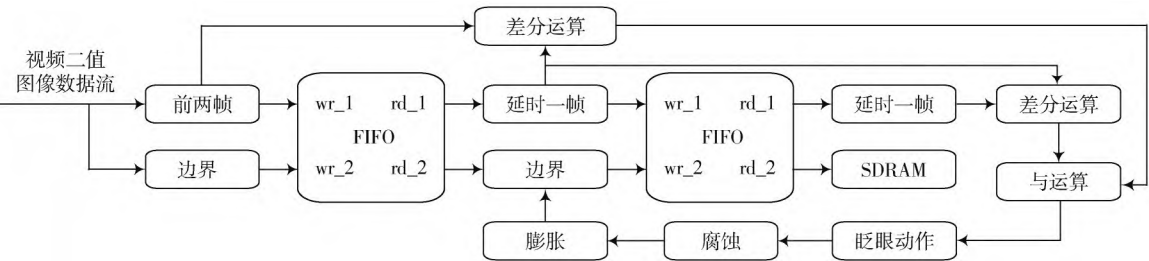 差分运算
视频二值
图像数据流
前两帧
wr_1 rd_1
FIFO
wr_2 rd_2
延时一帧
wr_1 rd_1
FIFO
wr_2 rd_2
延时一帧
差分运算
边界
边界
SDRAM
与运算
膨胀
腐蚀
眨眼动作